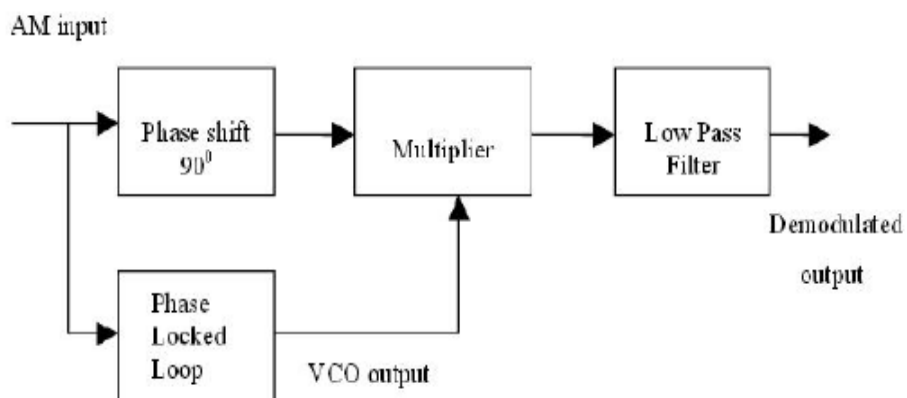 AM input
Phase shift
90⁰
Multiplier
Low Pass
Filter
Demodulated
output
Phase
Locked
Loop
VCO output